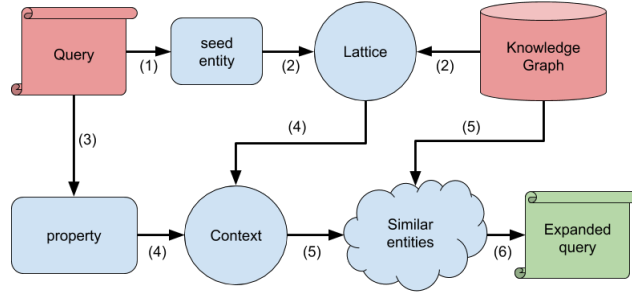 Query
(1)
seed
entity
(2)
Lattice
(2)
Knowledge
Graph
(3)
(4)
(5)
property
(4)
Context
(5)
Similar
entities
(6)
Expanded
query